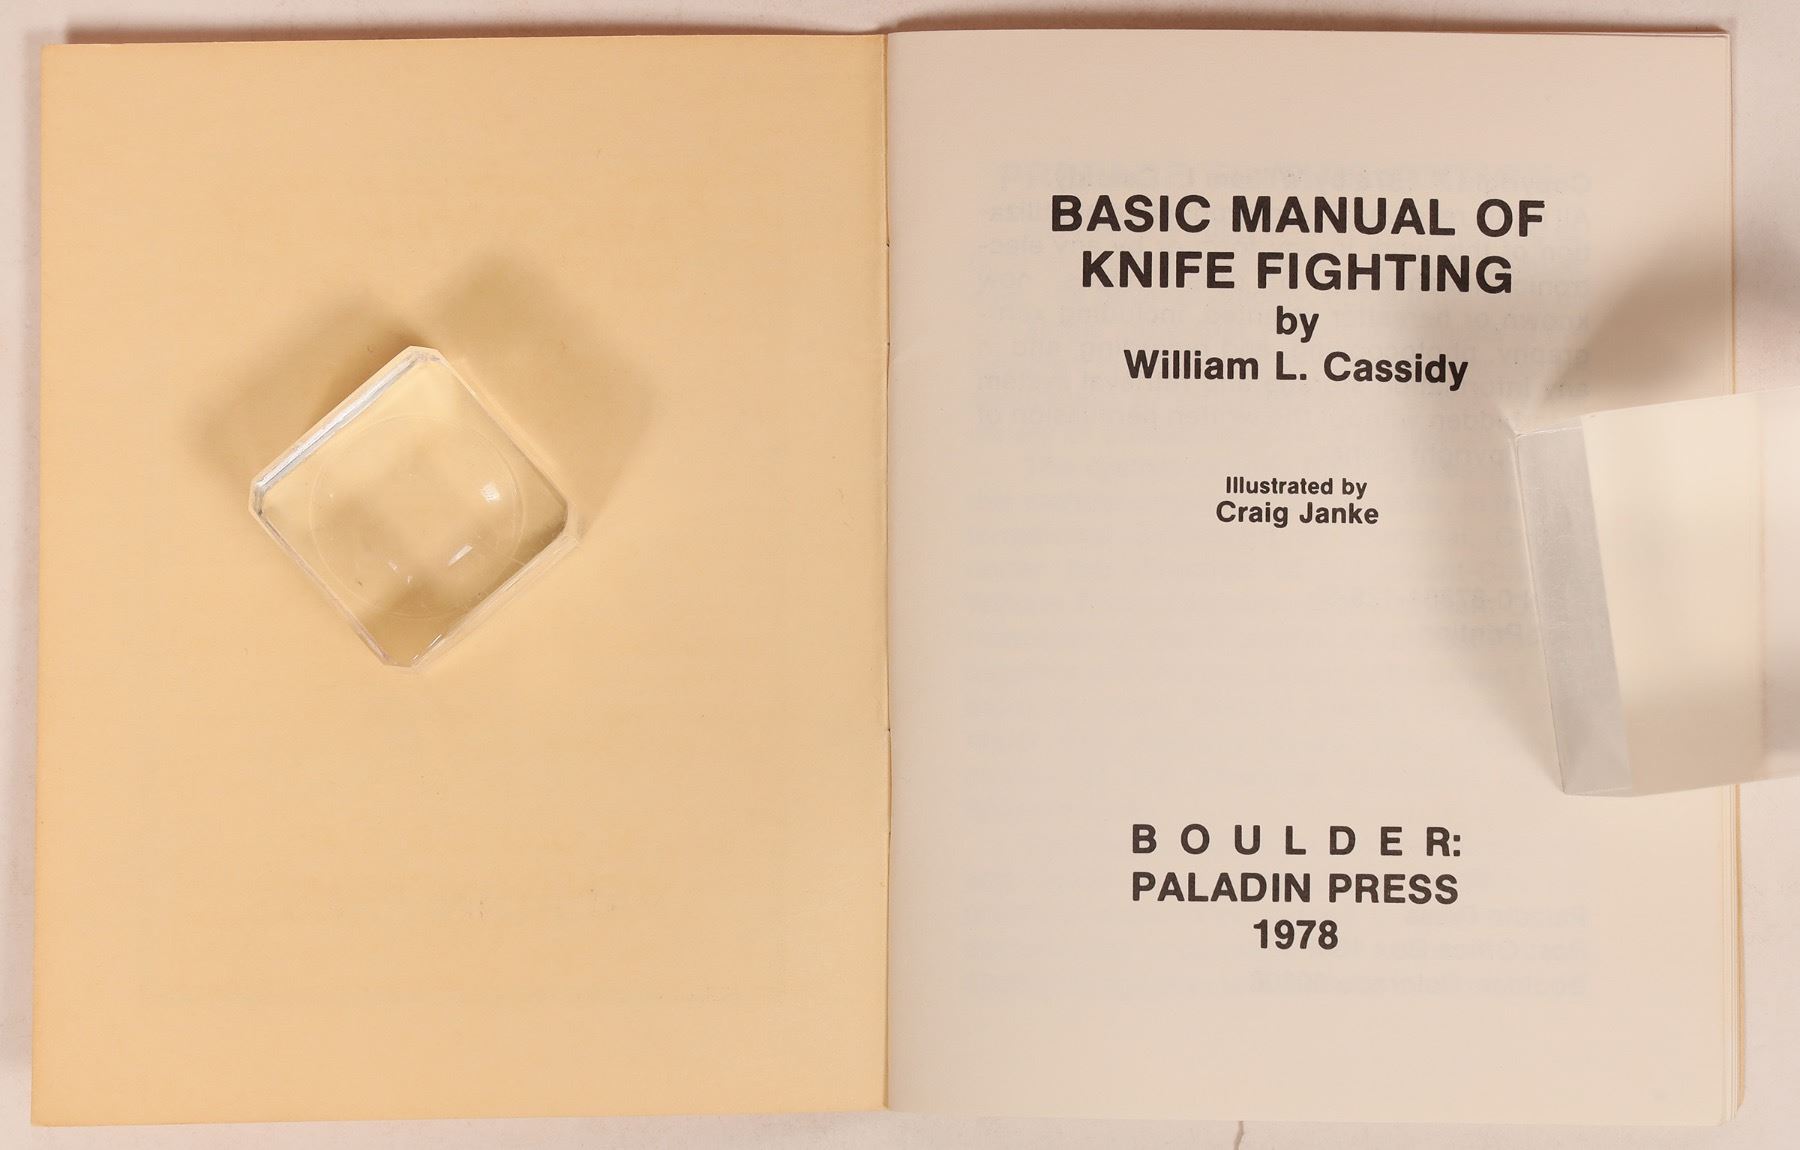 BASIC MANUAL OF
KNIFE FIGHTING
by
William L. Cassidy
Illustrated by
Craig Janke
B O U L D E R:
PALADIN PRESS
1978